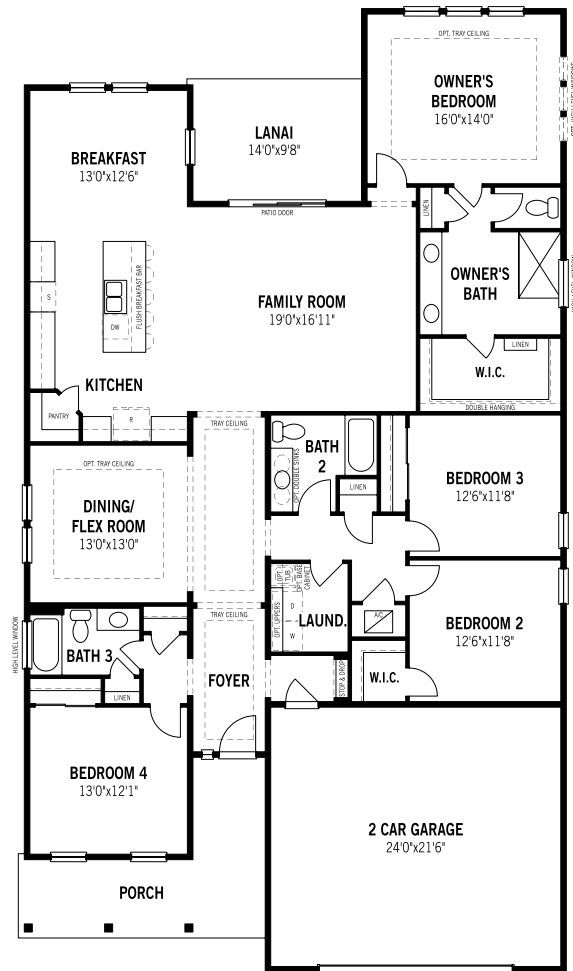 OPT. TRAY CEILING
OWNER'S
BEDROOM
16'0"x14'0"
LANAI
14'0"x9'8"
BREAKFAST
13'0"x12'6"
PATIO DOOR
LINEN
OWNER'S
BATH
FLUSH BREAKFAST BAR
S
DW
FAMILY ROOM
19'0"x16'11"
LINEN
W.I.C.
DOUBLE HANGING
KITCHEN
PANTRY
R
TRAY CEILING
BATH
2
OPT. DOUBLE SINKS
LINEN
OPT. TRAY CEILING
DINING/
FLEX ROOM
13'0"x13'0"
BEDROOM 3
12'6"x11'8"
OPT. TUB
OPT. BASE
CABINET
OPT. UPPERS
D
W
LAUND.
A/C
BEDROOM 2
12'6"x11'8"
TRAY CEILING
HIGH LEVEL WINDOW
BATH 3
LINEN
FOYER
STOP & DROP
W.I.C.
BEDROOM 4
13'0"x12'1"
2 CAR GARAGE
24'0"x21'6"
PORCH